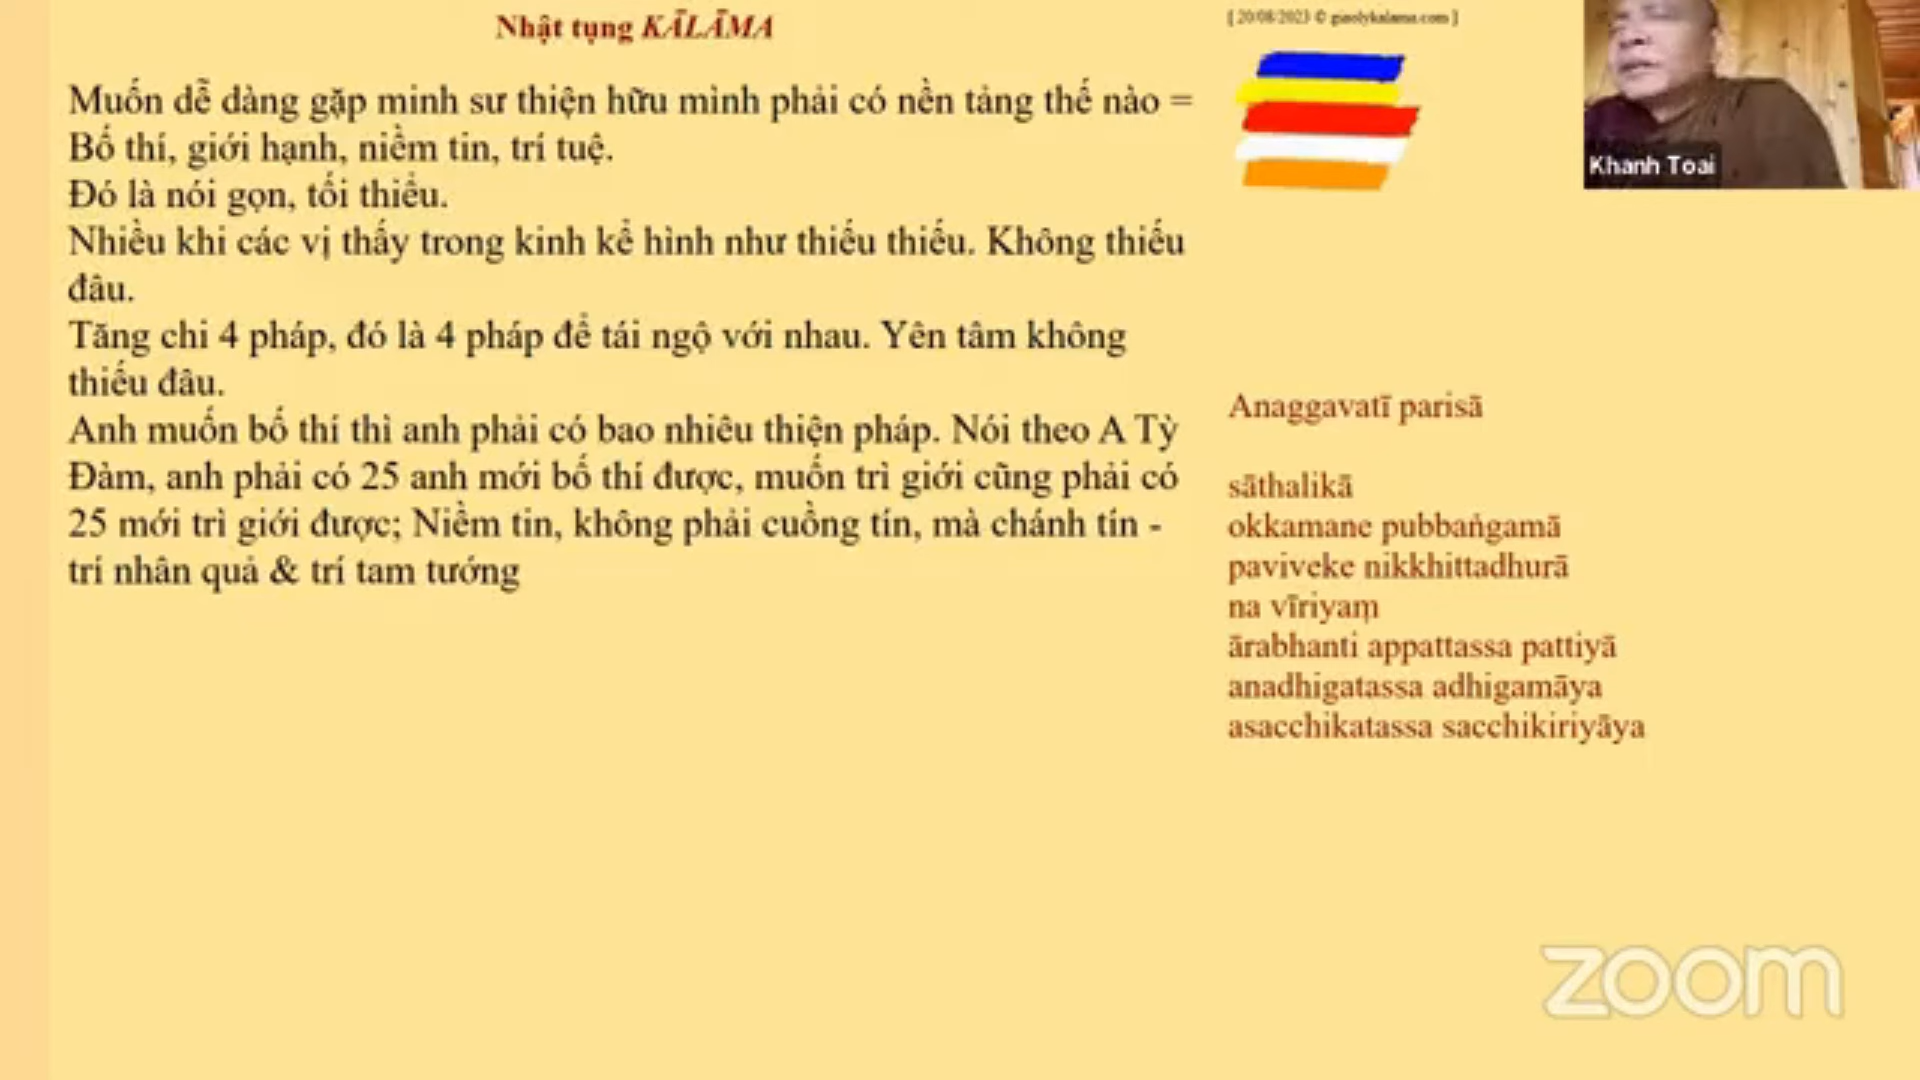 Nhật tụng KĀLĀMA
Muốn dễ dàng gặp minh sư thiện hữu mình phải có nền tảng thế nào =
Bố thí, giới hạnh, niềm tin, trí tuệ.
Đó là nói gọn, tối thiểu.
Nhiều khi các vị thấy trong kinh kể hình như thiếu thiếu. Không thiếu
đâu.
Tăng chi 4 pháp, đó là 4 pháp để tái ngộ với nhau. Yên tâm không
thiếu đâu.
Anh muốn bố thí thì anh phải có bao nhiêu thiện pháp. Nói theo A Tỳ
Đàm, anh phải có 25 anh mới bố thí được, muốn trì giới cũng phải có
25 mới trì giới được; Niềm tin, không phải cuồng tín, mà chánh tín -
trí nhân quả & trí tam tướng
[ 20/08/2023 © giaolykalama.com ]
Khanh Toai
Anaggavatī parisā
sāthalikā
okkamane pubbaṅgamā
paviveke nikkhittadhurā
na vīriyaṃ
ārabhanti appattassa pattiyā
anadhigatassa adhigamāya
asacchikatassa sacchikiriyāya
zoom